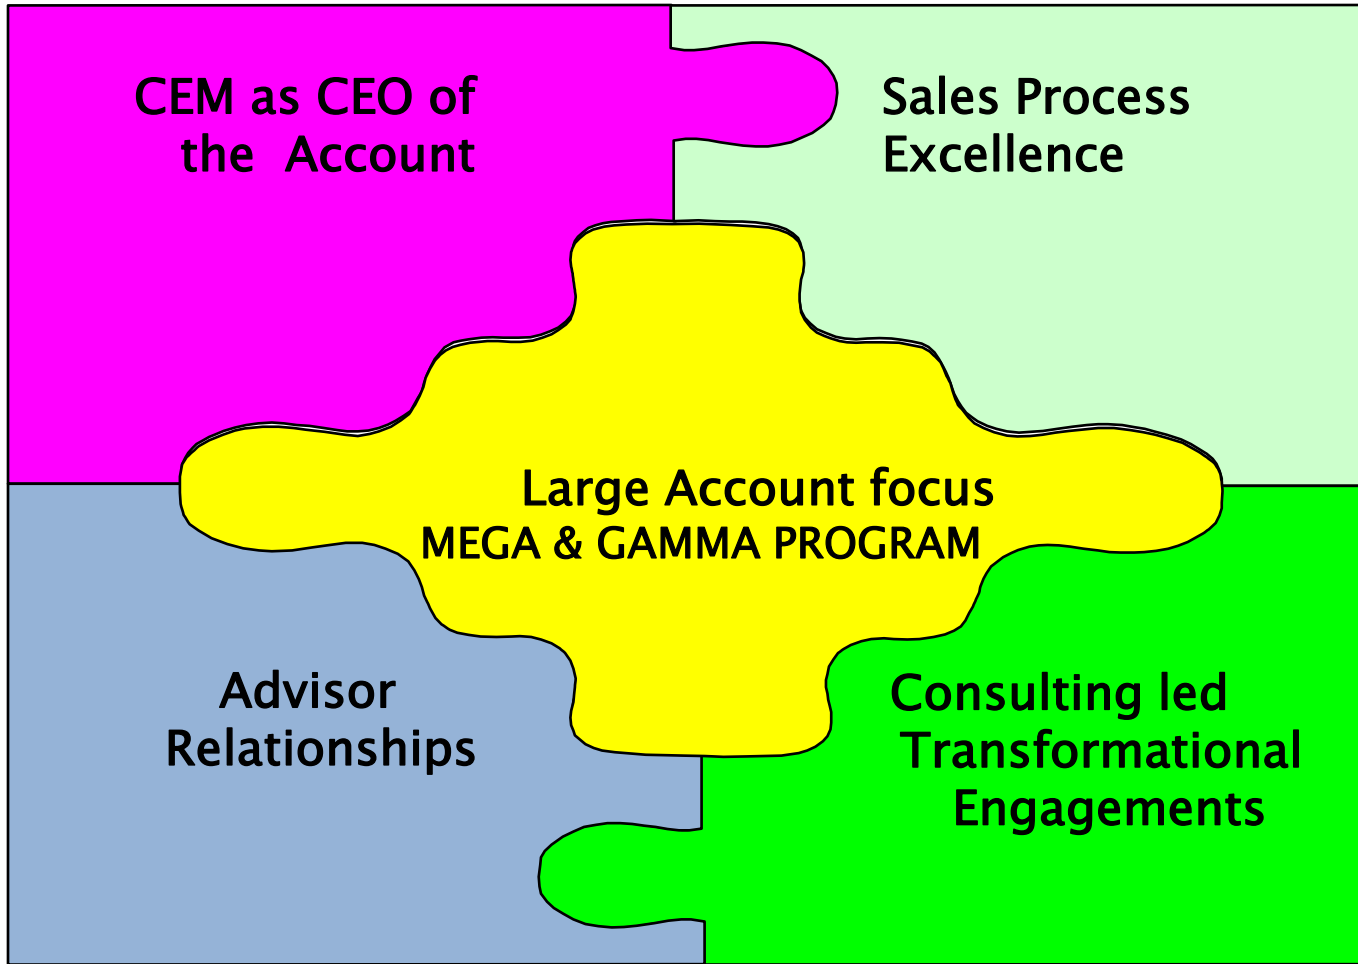 CEM as CEO of
the Account
Sales Process
Excellence
Large Account focus
MEGA & GAMMA PROGRAM
Advisor
Relationships
Consulting led
Transformational
Engagements